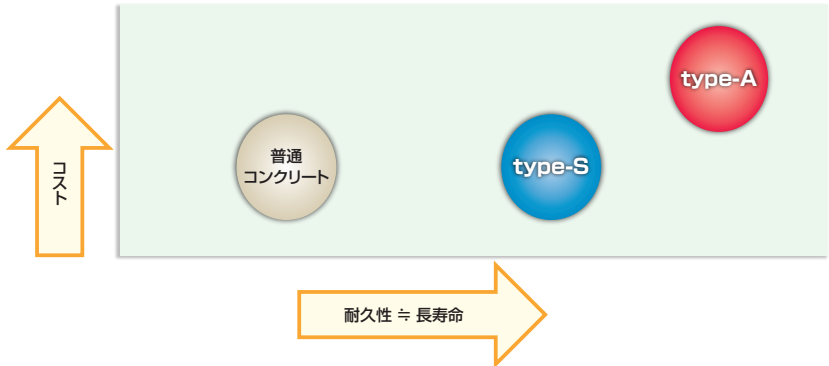 type-A
普通
コンクリート
type-S
コスト
耐久性 ≒ 長寿命